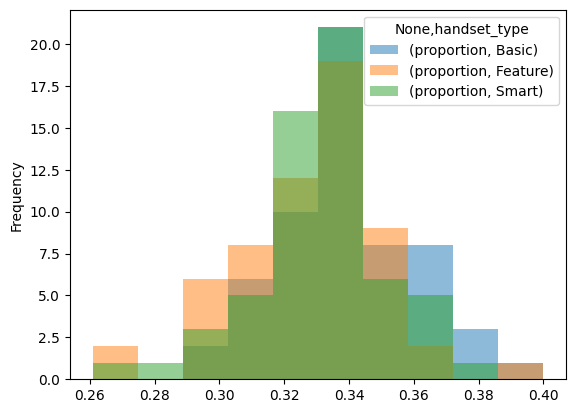 None,handset_type
(proportion, Basic)
(proportion, Feature)
(proportion, Smart)
Frequency
20.0
17.5
15.0
12.5
10.0
7.5
5.0
2.5
0.0
0.26 0.28 0.30 0.32 0.34 0.36 0.38 0.40